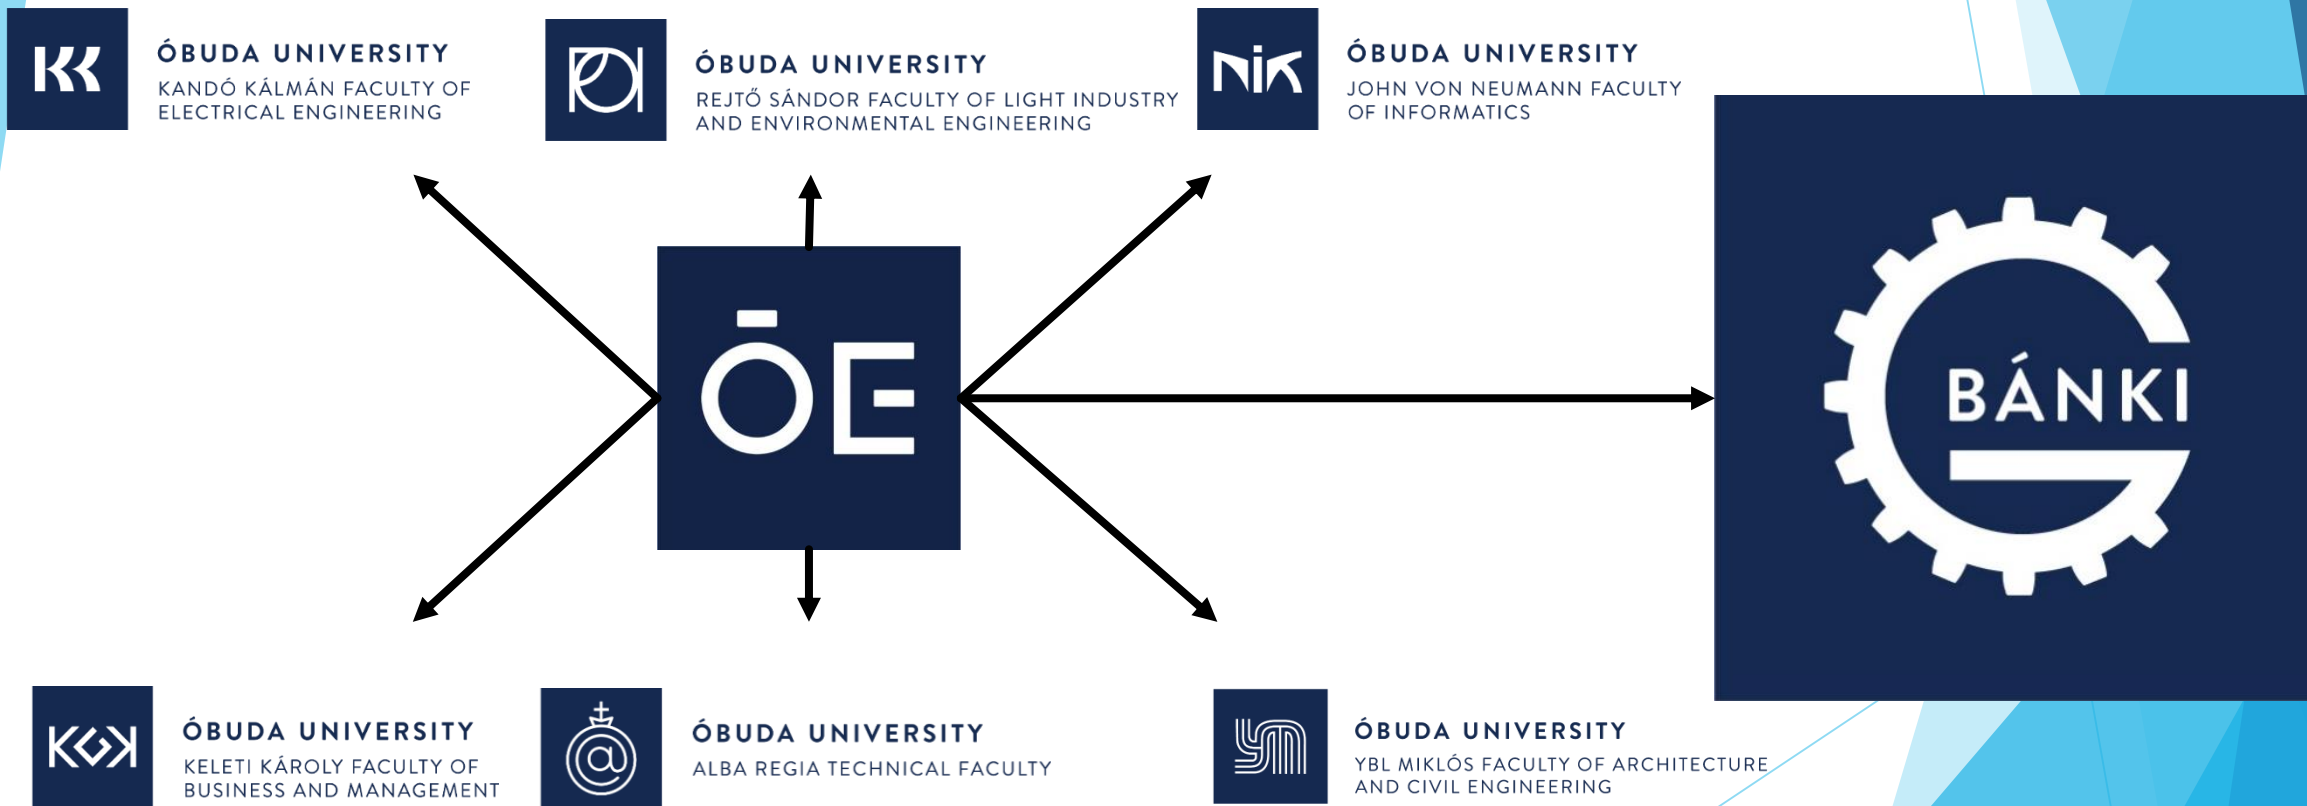 KK
ÓBUDA UNIVERSITY
KANDÓ KÁLMÁN FACULTY OF
ELECTRICAL ENGINEERING
ÓBUDA UNIVERSITY
REJTŐ SÁNDOR FACULTY OF LIGHT INDUSTRY
AND ENVIRONMENTAL ENGINEERING
NiK
ÓBUDA UNIVERSITY
JOHN VON NEUMANN FACULTY
OF INFORMATICS
ŌE
BÁNKI
KGK
ÓBUDA UNIVERSITY
KELETI KÁROLY FACULTY OF
BUSINESS AND MANAGEMENT
@
ÓBUDA UNIVERSITY
ALBA REGIA TECHNICAL FACULTY
YM
ÓBUDA UNIVERSITY
YBL MIKLÓS FACULTY OF ARCHITECTURE
AND CIVIL ENGINEERING